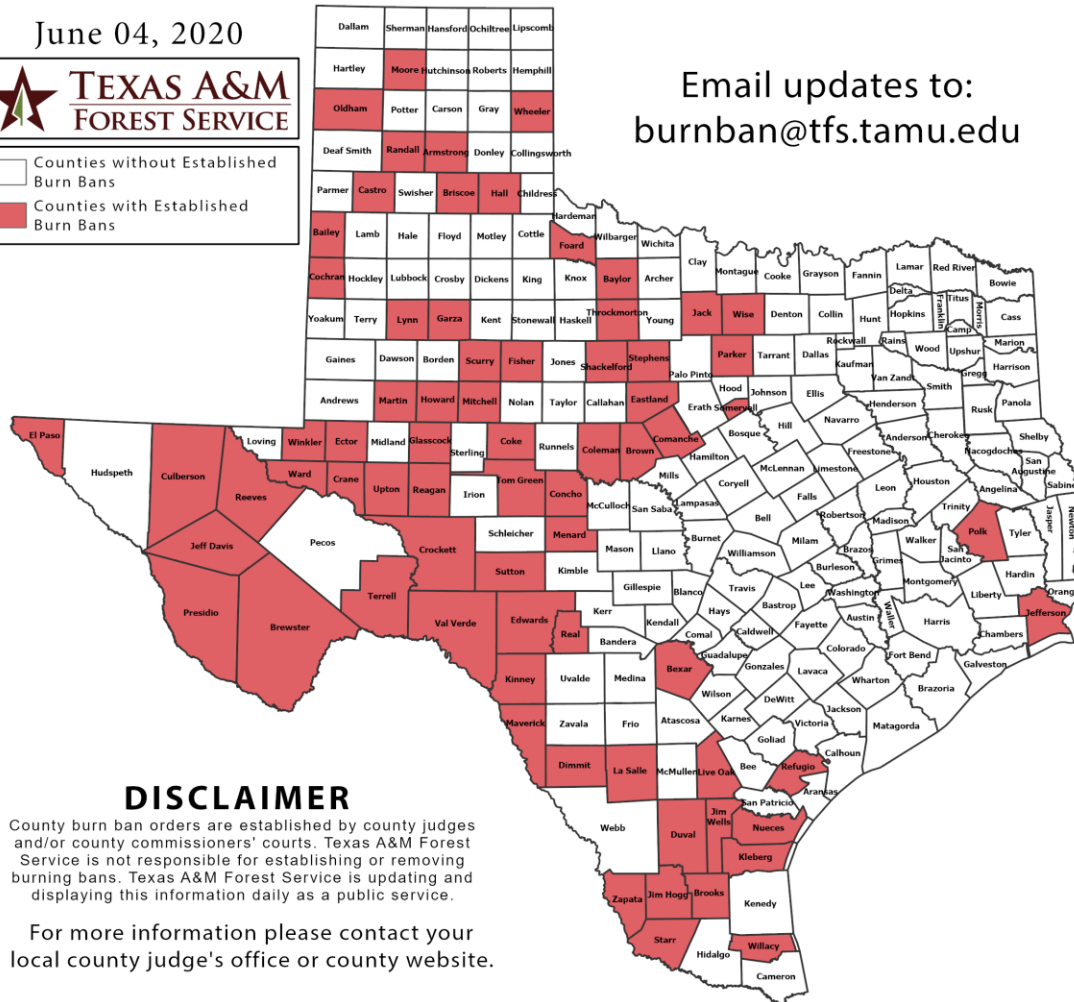 June 04, 2020
TEXAS A&M
FOREST SERVICE
Counties without Established
Burn Bans
Counties with Established
Burn Bans
Email updates to:
burnban@tfs.tamu.edu
Dallam Sherman Hansford Ochiltree Lipscomb
Hartley Moore Hutchinson Roberts Hemphill
Oldham Potter Carson Gray Wheeler
Deaf Smith Randall Armstrong Donley Collingsworth
Parmer Castro Swisher Briscoe Hall Childress
Hardeman
Bailey Lamb Hale Floyd Motley Cottle Foard Wilbarger Wichita
Clay Montague Cooke Grayson Fannin Lamar Red River Bowie
Cochran Hockley Lubbock Crosby Dickens King Knox Baylor Archer
Delta Franklin Titus Morris Cass
Yoakum Terry Lynn Garza Kent Stonewall Haskell Throckmorton Young Jack Wise Denton Collin Hunt Hopkins Camp
Rockwall Rains Wood Upshur Marion
Gaines Dawson Borden Scurry Fisher Jones Shackelford Stephens Palo Pinto Parker Tarrant Dallas Kaufman Van Zandt Smith Gregg Harrison
Andrews Martin Howard Mitchell Nolan Taylor Callahan Eastland Erath Hood Somervell Johnson Ellis Henderson Rusk Panola
El Paso Hudspeth Culberson Reeves Loving Winkler Ector Midland Glasscock Sterling Coke Runnels Coleman Brown Comanche Hamilton Bosque Hill Navarro Anderson Cherokee Nacogdoches Shelby
San
Augustine
Sabine
Ward Crane Upton Reagan Irion Tom Green Concho McCulloch San Saba Mills Lampasas Coryell McLennan Limestone Freestone Leon Houston Angelina
Jeff Davis Pecos Crockett Schleicher Menard Mason Llano Burnet Bell Falls Robertson Madison Trinity Polk Tyler Jasper Newton
Presidio Brewster Terrell Val Verde Sutton Kimble Gillespie Blanco Williamson Milam Brazos Grimes Walker
San
Jacinto
Hardin
Edwards Real Kerr Bandera Kendall Hays Travis Bastrop Lee Burleson Washington Montgomery Liberty Orang
Jefferson
Kinney Uvalde Medina Bexar Comal Guadalupe Caldwell Fayette Austin Waller Harris Chambers
Maverick Zavala Frio Atascosa Wilson Gonzales Lavaca Colorado Fort Bend Galveston
Karnes DeWitt Wharton Brazoria
Dimmit La Salle McMullen Live Oak Bee Goliad Victoria Jackson Matagorda
Refugio Calhoun
San Patricio Aransas
Webb Duval
Jim
Wells
Nueces
Kleberg
Zapata Jim Hogg Brooks Kenedy
Starr Hidalgo Willacy
Cameron
DISCLAIMER
County burn ban orders are established by county judges
and/or county commissioners' courts. Texas A&M Forest
Service is not responsible for establishing or removing
burning bans. Texas A&M Forest Service is updating and
displaying this information daily as a public service.
For more information please contact your
local county judge's office or county website.